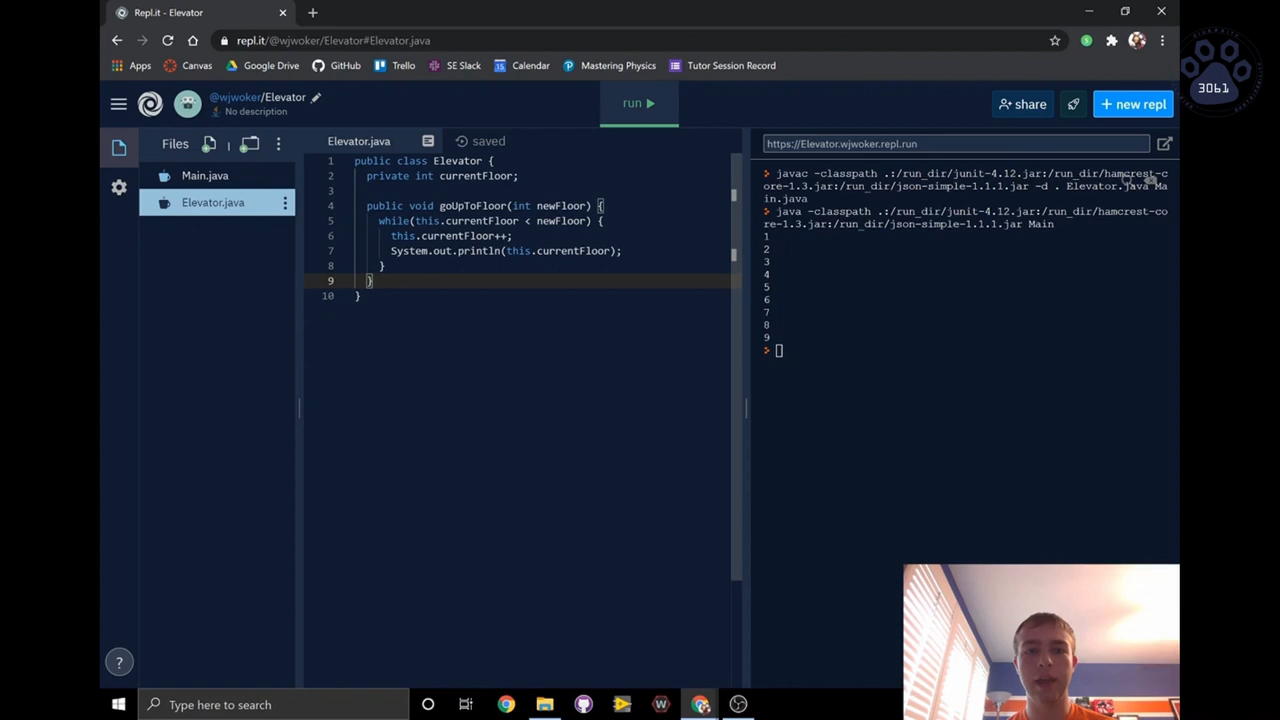 Repl.it - Elevator
repl.it/@wjwoker/Elevator#Elevator.java
Apps Canvas Google Drive GitHub Trello SE Slack Calendar Mastering Physics Tutor Session Record
3061
@wjwoker/Elevator
No description
run
share
+ new repl
Files
Main.java
Elevator.java
Elevator.java saved
1 public class Elevator {
2 private int currentFloor;
3
4 public void goUpToFloor(int newFloor) {
5 while(this.currentFloor < newFloor) {
6 this.currentFloor++;
7 System.out.println(this.currentFloor);
8 }
9 }
10 }
https://Elevator.wjwoker.repl.run
javac -classpath .:/run_dir/junit-4.12.jar:/run_dir/hamcrest-c
ore-1.3.jar:/run_dir/json-simple-1.1.1.jar -d . Elevator.java Ma
in.java
java -classpath .:/run_dir/junit-4.12.jar:/run_dir/hamcrest-co
re-1.3.jar:/run_dir/json-simple-1.1.1.jar Main
1
2
3
4
5
6
7
8
9
?
Type here to search